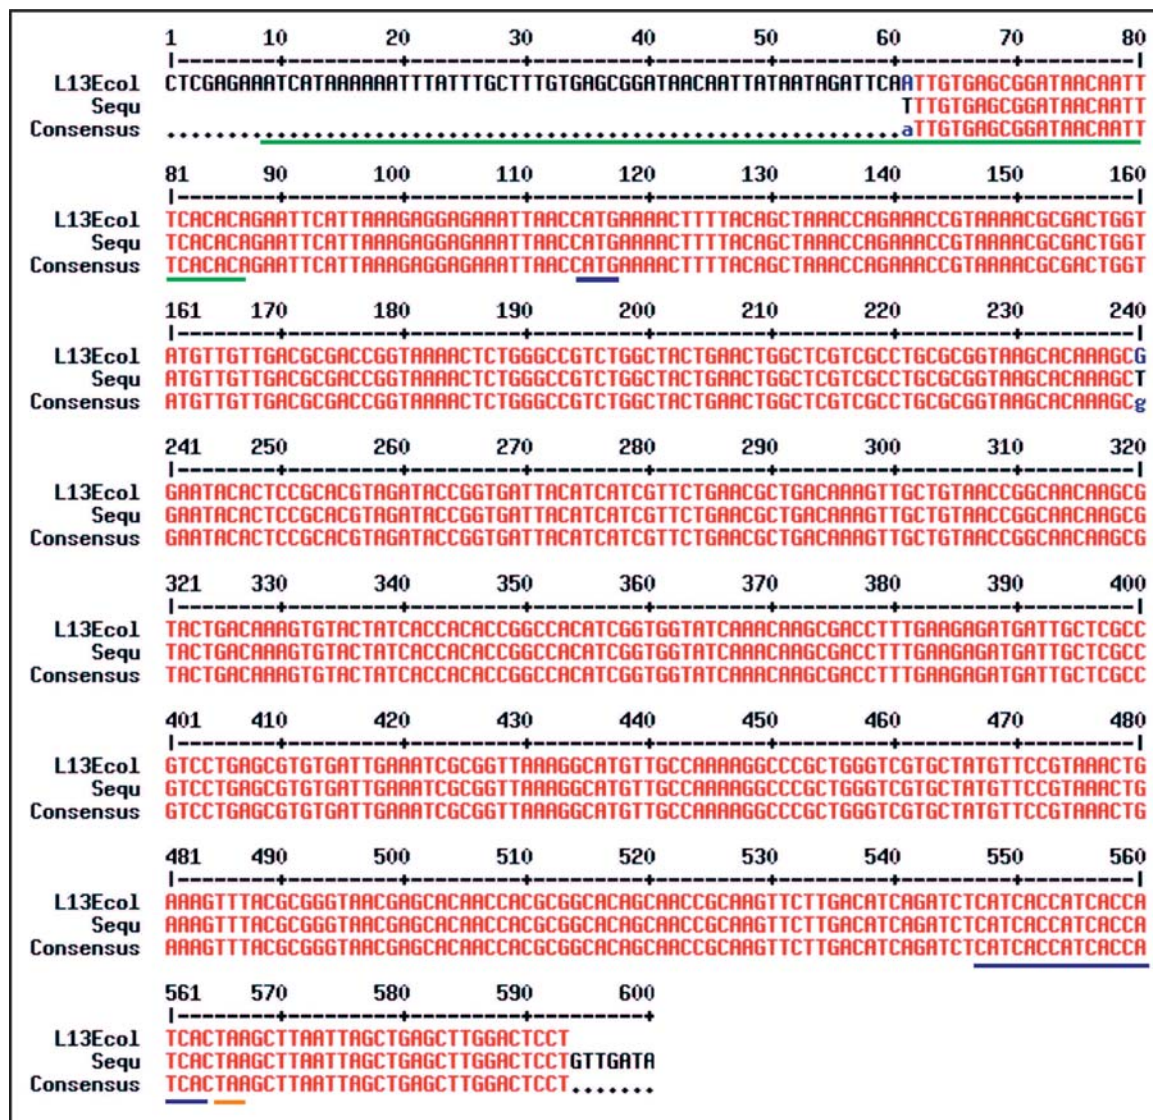 1 10 20 30 40 50 60 70 80
|--------+---------+---------+---------+---------+---------+---------+---------|
L13Ecol CTCGAGAAATCATAAAAAATTTATTTGCTTTGTGAGCGGATAACAATTATAATAGATTCAATTGTGAGCGGATAACAATT
Sequ TTTGTGAGCGGATAACAATT
Consensus ............................................................aTTGTGAGCGGATAACAATT
81 90 100 110 120 130 140 150 160
|--------+---------+---------+---------+---------+---------+---------+---------|
L13Ecol TCACACAGAATTCATTAAAGAGGAGAAATTAACCATGAAAACTTTTACAGCTAAACCAGAAACCGTAAAACGCGACTGGT
Sequ TCACACAGAATTCATTAAAGAGGAGAAATTAACCATGAAAACTTTTACAGCTAAACCAGAAACCGTAAAACGCGACTGGT
Consensus TCACACAGAATTCATTAAAGAGGAGAAATTAACCATGAAAACTTTTACAGCTAAACCAGAAACCGTAAAACGCGACTGGT
161 170 180 190 200 210 220 230 240
|--------+---------+---------+---------+---------+---------+---------+---------|
L13Ecol ATGTTGTTGACGCGACCGGTAAAACTCTGGGCCGTCTGGCTACTGAACTGGCTCGTCGCCTGCGCGGTAAGCACAAAGCG
Sequ ATGTTGTTGACGCGACCGGTAAAACTCTGGGCCGTCTGGCTACTGAACTGGCTCGTCGCCTGCGCGGTAAGCACAAAGCT
Consensus ATGTTGTTGACGCGACCGGTAAAACTCTGGGCCGTCTGGCTACTGAACTGGCTCGTCGCCTGCGCGGTAAGCACAAAGCg
241 250 260 270 280 290 300 310 320
|--------+---------+---------+---------+---------+---------+---------+---------|
L13Ecol GAATACACTCCGCACGTAGATACCGGTGATTACATCATCGTTCTGAACGCTGACAAAGTTGCTGTAACCGGCAACAAGCG
Sequ GAATACACTCCGCACGTAGATACCGGTGATTACATCATCGTTCTGAACGCTGACAAAGTTGCTGTAACCGGCAACAAGCG
Consensus GAATACACTCCGCACGTAGATACCGGTGATTACATCATCGTTCTGAACGCTGACAAAGTTGCTGTAACCGGCAACAAGCG
321 330 340 350 360 370 380 390 400
|--------+---------+---------+---------+---------+---------+---------+---------|
L13Ecol TACTGACAAAGTGTACTATCACCACACCGGCCACATCGGTGGTATCAAACAAGCGACCTTTGAAGAGATGATTGCTCGCC
Sequ TACTGACAAAGTGTACTATCACCACACCGGCCACATCGGTGGTATCAAACAAGCGACCTTTGAAGAGATGATTGCTCGCC
Consensus TACTGACAAAGTGTACTATCACCACACCGGCCACATCGGTGGTATCAAACAAGCGACCTTTGAAGAGATGATTGCTCGCC
401 410 420 430 440 450 460 470 480
|--------+---------+---------+---------+---------+---------+---------+---------|
L13Ecol GTCCTGAGCGTGTGATTGAAATCGCGGTTAAAGGCATGTTGCCAAAAGGCCCGCTGGGTCGTGCTATGTTCCGTAAACTG
Sequ GTCCTGAGCGTGTGATTGAAATCGCGGTTAAAGGCATGTTGCCAAAAGGCCCGCTGGGTCGTGCTATGTTCCGTAAACTG
Consensus GTCCTGAGCGTGTGATTGAAATCGCGGTTAAAGGCATGTTGCCAAAAGGCCCGCTGGGTCGTGCTATGTTCCGTAAACTG
481 490 500 510 520 530 540 550 560
|--------+---------+---------+---------+---------+---------+---------+---------|
L13Ecol AAAGTTTACGCGGGTAACGAGCACAACCACGCGGCACAGCAACCGCAAGTTCTTGACATCAGATCTCATCACCATCACCA
Sequ AAAGTTTACGCGGGTAACGAGCACAACCACGCGGCACAGCAACCGCAAGTTCTTGACATCAGATCTCATCACCATCACCA
Consensus AAAGTTTACGCGGGTAACGAGCACAACCACGCGGCACAGCAACCGCAAGTTCTTGACATCAGATCTCATCACCATCACCA
561 570 580 590 600
|--------+---------+---------+---------+
L13Ecol TCACTAAGCTTAATTAGCTGAGCTTGGACTCCT
Sequ TCACTAAGCTTAATTAGCTGAGCTTGGACTCCTGTTGATA
Consensus TCACTAAGCTTAATTAGCTGAGCTTGGACTCCT.......